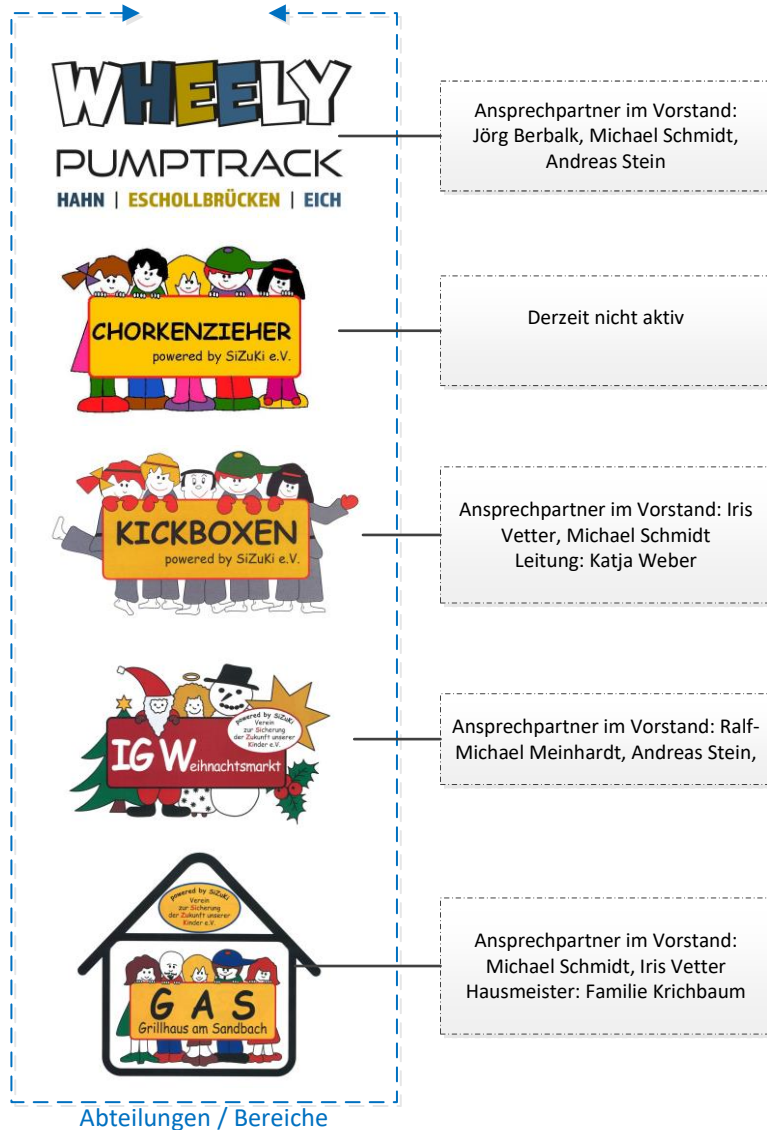 WHEELY
PUMPTRACK
HAHN | ESCHOLLBRÜCKEN | EICH
Ansprechpartner im Vorstand:
Jörg Berbalk, Michael Schmidt,
Andreas Stein
CHORKENZIEHER
powered by SiZuKi e.V.
Derzeit nicht aktiv
KICKBOXEN
powered by SiZuKi e.V.
Ansprechpartner im Vorstand: Iris
Vetter, Michael Schmidt
Leitung: Katja Weber
powered by SiZuKi
Verein
zur Sicherung
der Zukunft unserer
Kinder e.V.
IG Weihnachtsmarkt
Ansprechpartner im Vorstand: Ralf-
Michael Meinhardt, Andreas Stein,
powered by SiZuKi
Verein
zur Sicherung
der Zukunft unserer
Kinder e.V.
G A S
Grillhaus am Sandbach
Ansprechpartner im Vorstand:
Michael Schmidt, Iris Vetter
Hausmeister: Familie Krichbaum
Abteilungen / Bereiche